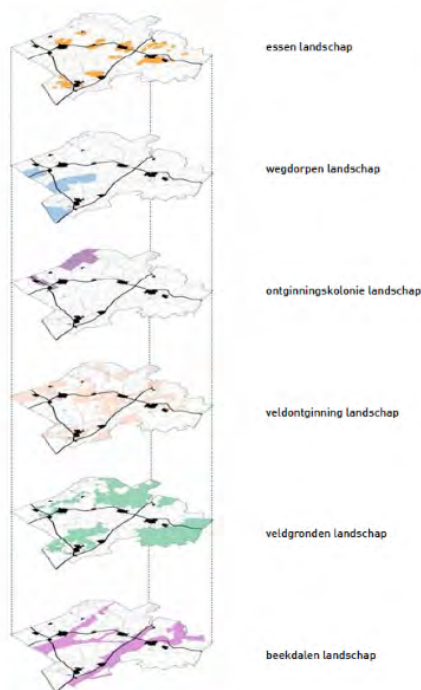 essen landschap
wegdorpen landschap
ontginningskolonie landschap
veldontginning landschap
veldgronden landschap
beekdalen landschap